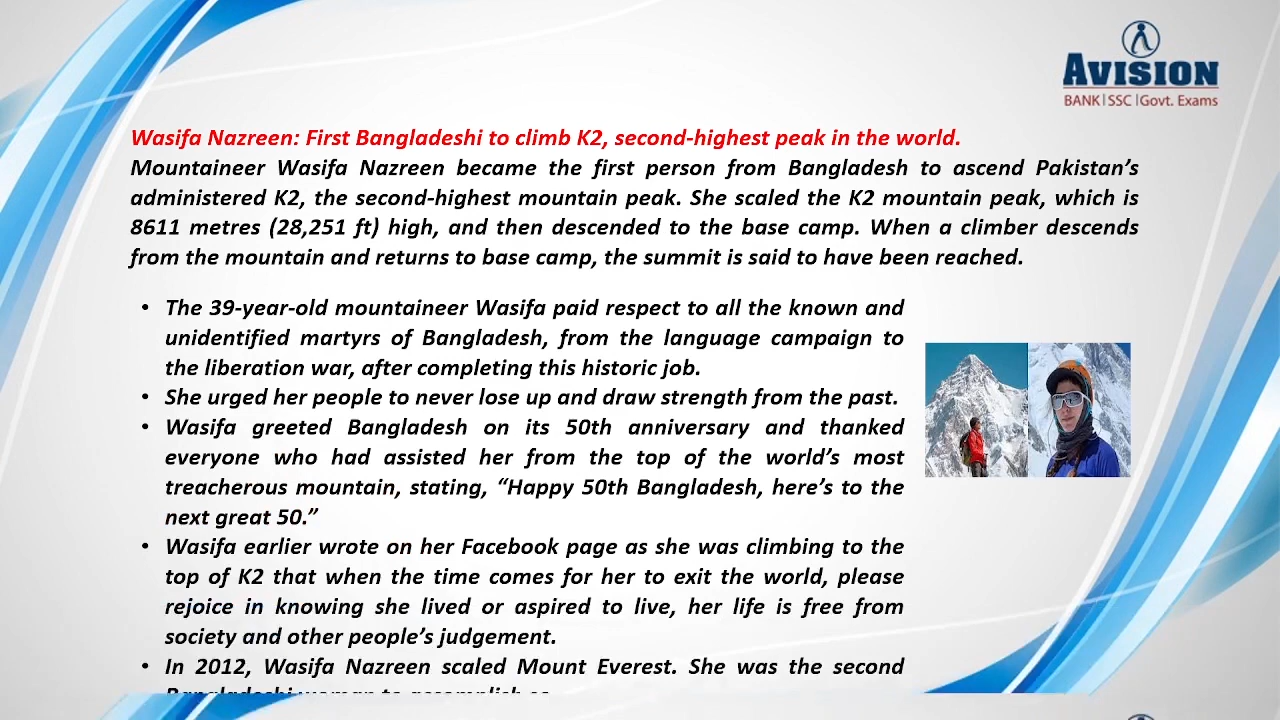 AVISION
BANK|SSC|Govt. Exams
Wasifa Nazreen: First Bangladeshi to climb K2, second-highest peak in the world.
Mountaineer Wasifa Nazreen became the first person from Bangladesh to ascend Pakistan’s
administered K2, the second-highest mountain peak. She scaled the K2 mountain peak, which is
8611 metres (28,251 ft) high, and then descended to the base camp. When a climber descends
from the mountain and returns to base camp, the summit is said to have been reached.
• The 39-year-old mountaineer Wasifa paid respect to all the known and
unidentified martyrs of Bangladesh, from the language campaign to
the liberation war, after completing this historic job.
• She urged her people to never lose up and draw strength from the past.
• Wasifa greeted Bangladesh on its 50th anniversary and thanked
everyone who had assisted her from the top of the world’s most
treacherous mountain, stating, “Happy 50th Bangladesh, here’s to the
next great 50.”
• Wasifa earlier wrote on her Facebook page as she was climbing to the
top of K2 that when the time comes for her to exit the world, please
rejoice in knowing she lived or aspired to live, her life is free from
society and other people’s judgement.
• In 2012, Wasifa Nazreen scaled Mount Everest. She was the second
Bangladeshi woman to accomplish so.